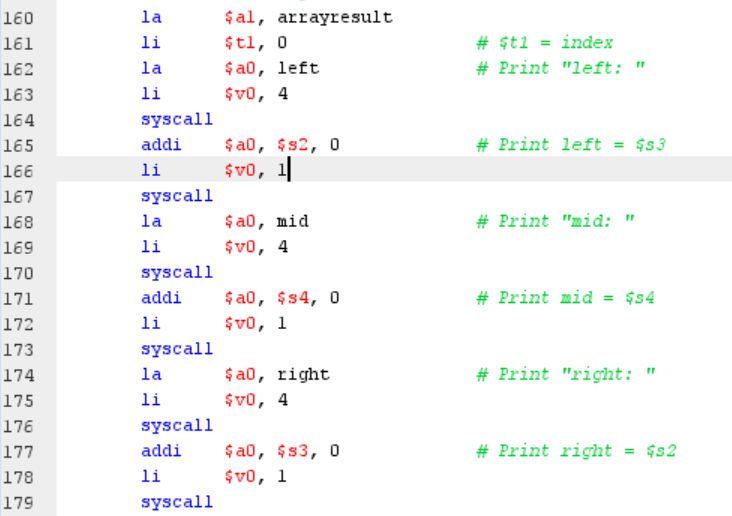 160 la $a1, arrayresult
161 li $t1, 0 # $t1 = index
162 la $a0, left # Print "left: "
163 li $v0, 4
164 syscall
165 addi $a0, $s2, 0 # Print left = $s3
166 li $v0, 1
167 syscall
168 la $a0, mid # Print "mid: "
169 li $v0, 4
170 syscall
171 addi $a0, $s4, 0 # Print mid = $s4
172 li $v0, 1
173 syscall
174 la $a0, right # Print "right: "
175 li $v0, 4
176 syscall
177 addi $a0, $s3, 0 # Print right = $s2
178 li $v0, 1
179 syscall